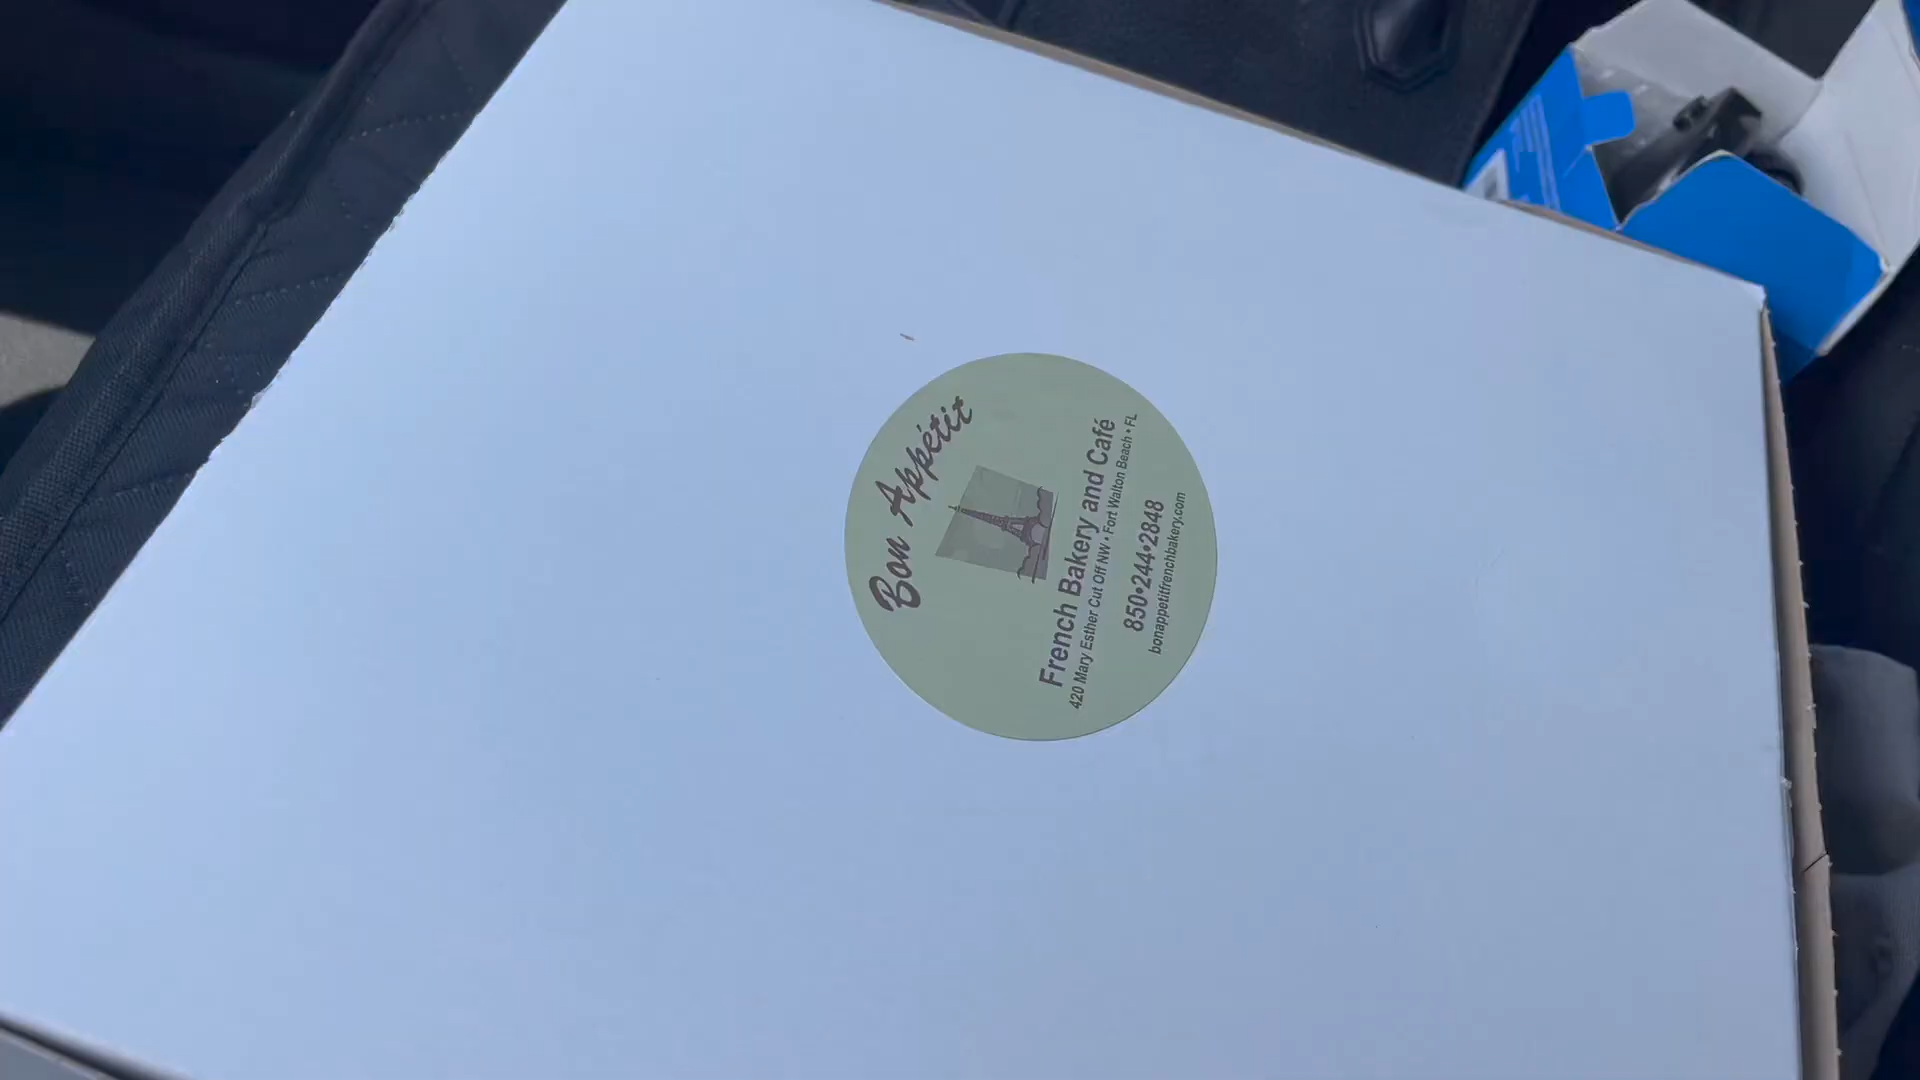 Bon Appétit
French Bakery and Café
420 Mary Esther Cut Off NW • Fort Walton Beach • FL
850•244•2848
bonappetitfrenchbakery.com